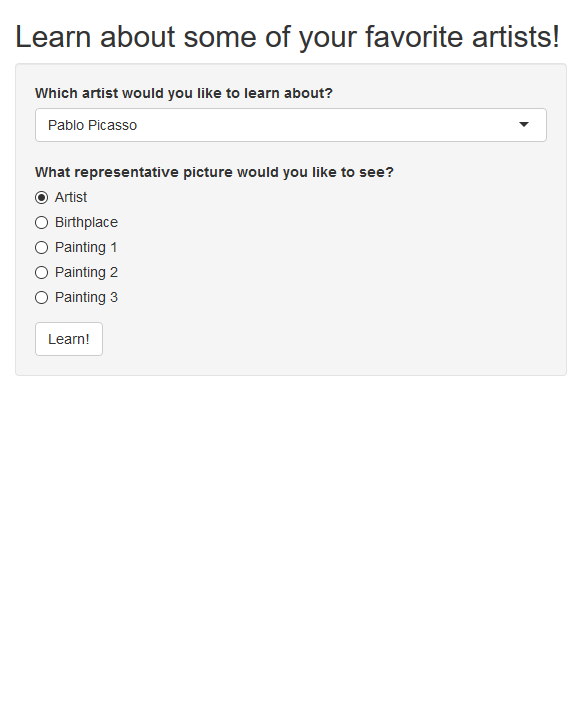 Learn about some of your favorite artists!
Which artist would you like to learn about?
Pablo Picasso
What representative picture would you like to see?
Artist
Birthplace
Painting 1
Painting 2
Painting 3
Learn!